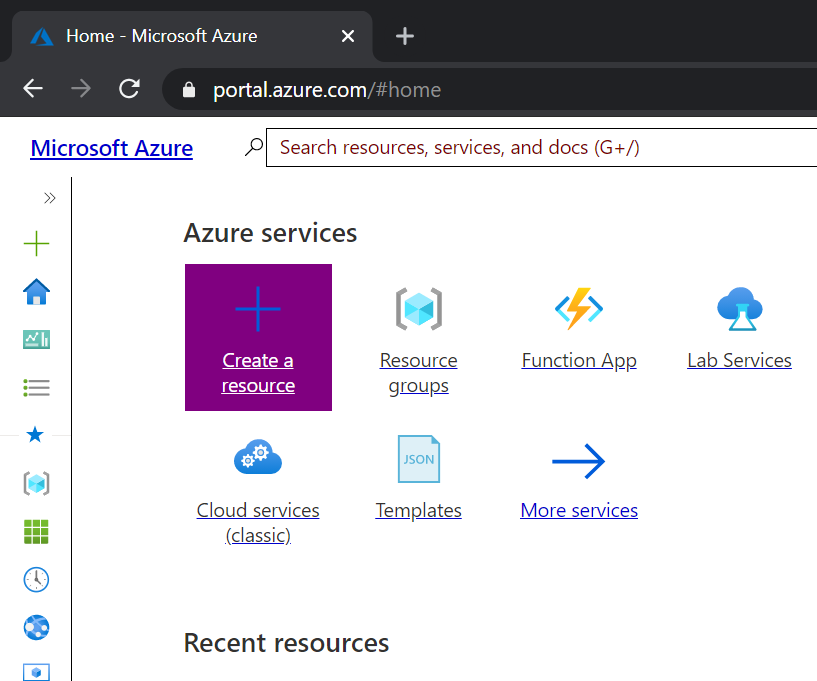 Home - Microsoft Azure
portal.azure.com/#home
Microsoft Azure
Search resources, services, and docs (G+/)
Azure services
Create a
resource
Resource
groups
Function App
Lab Services
JSON
Cloud services
(classic)
Templates
More services
Recent resources